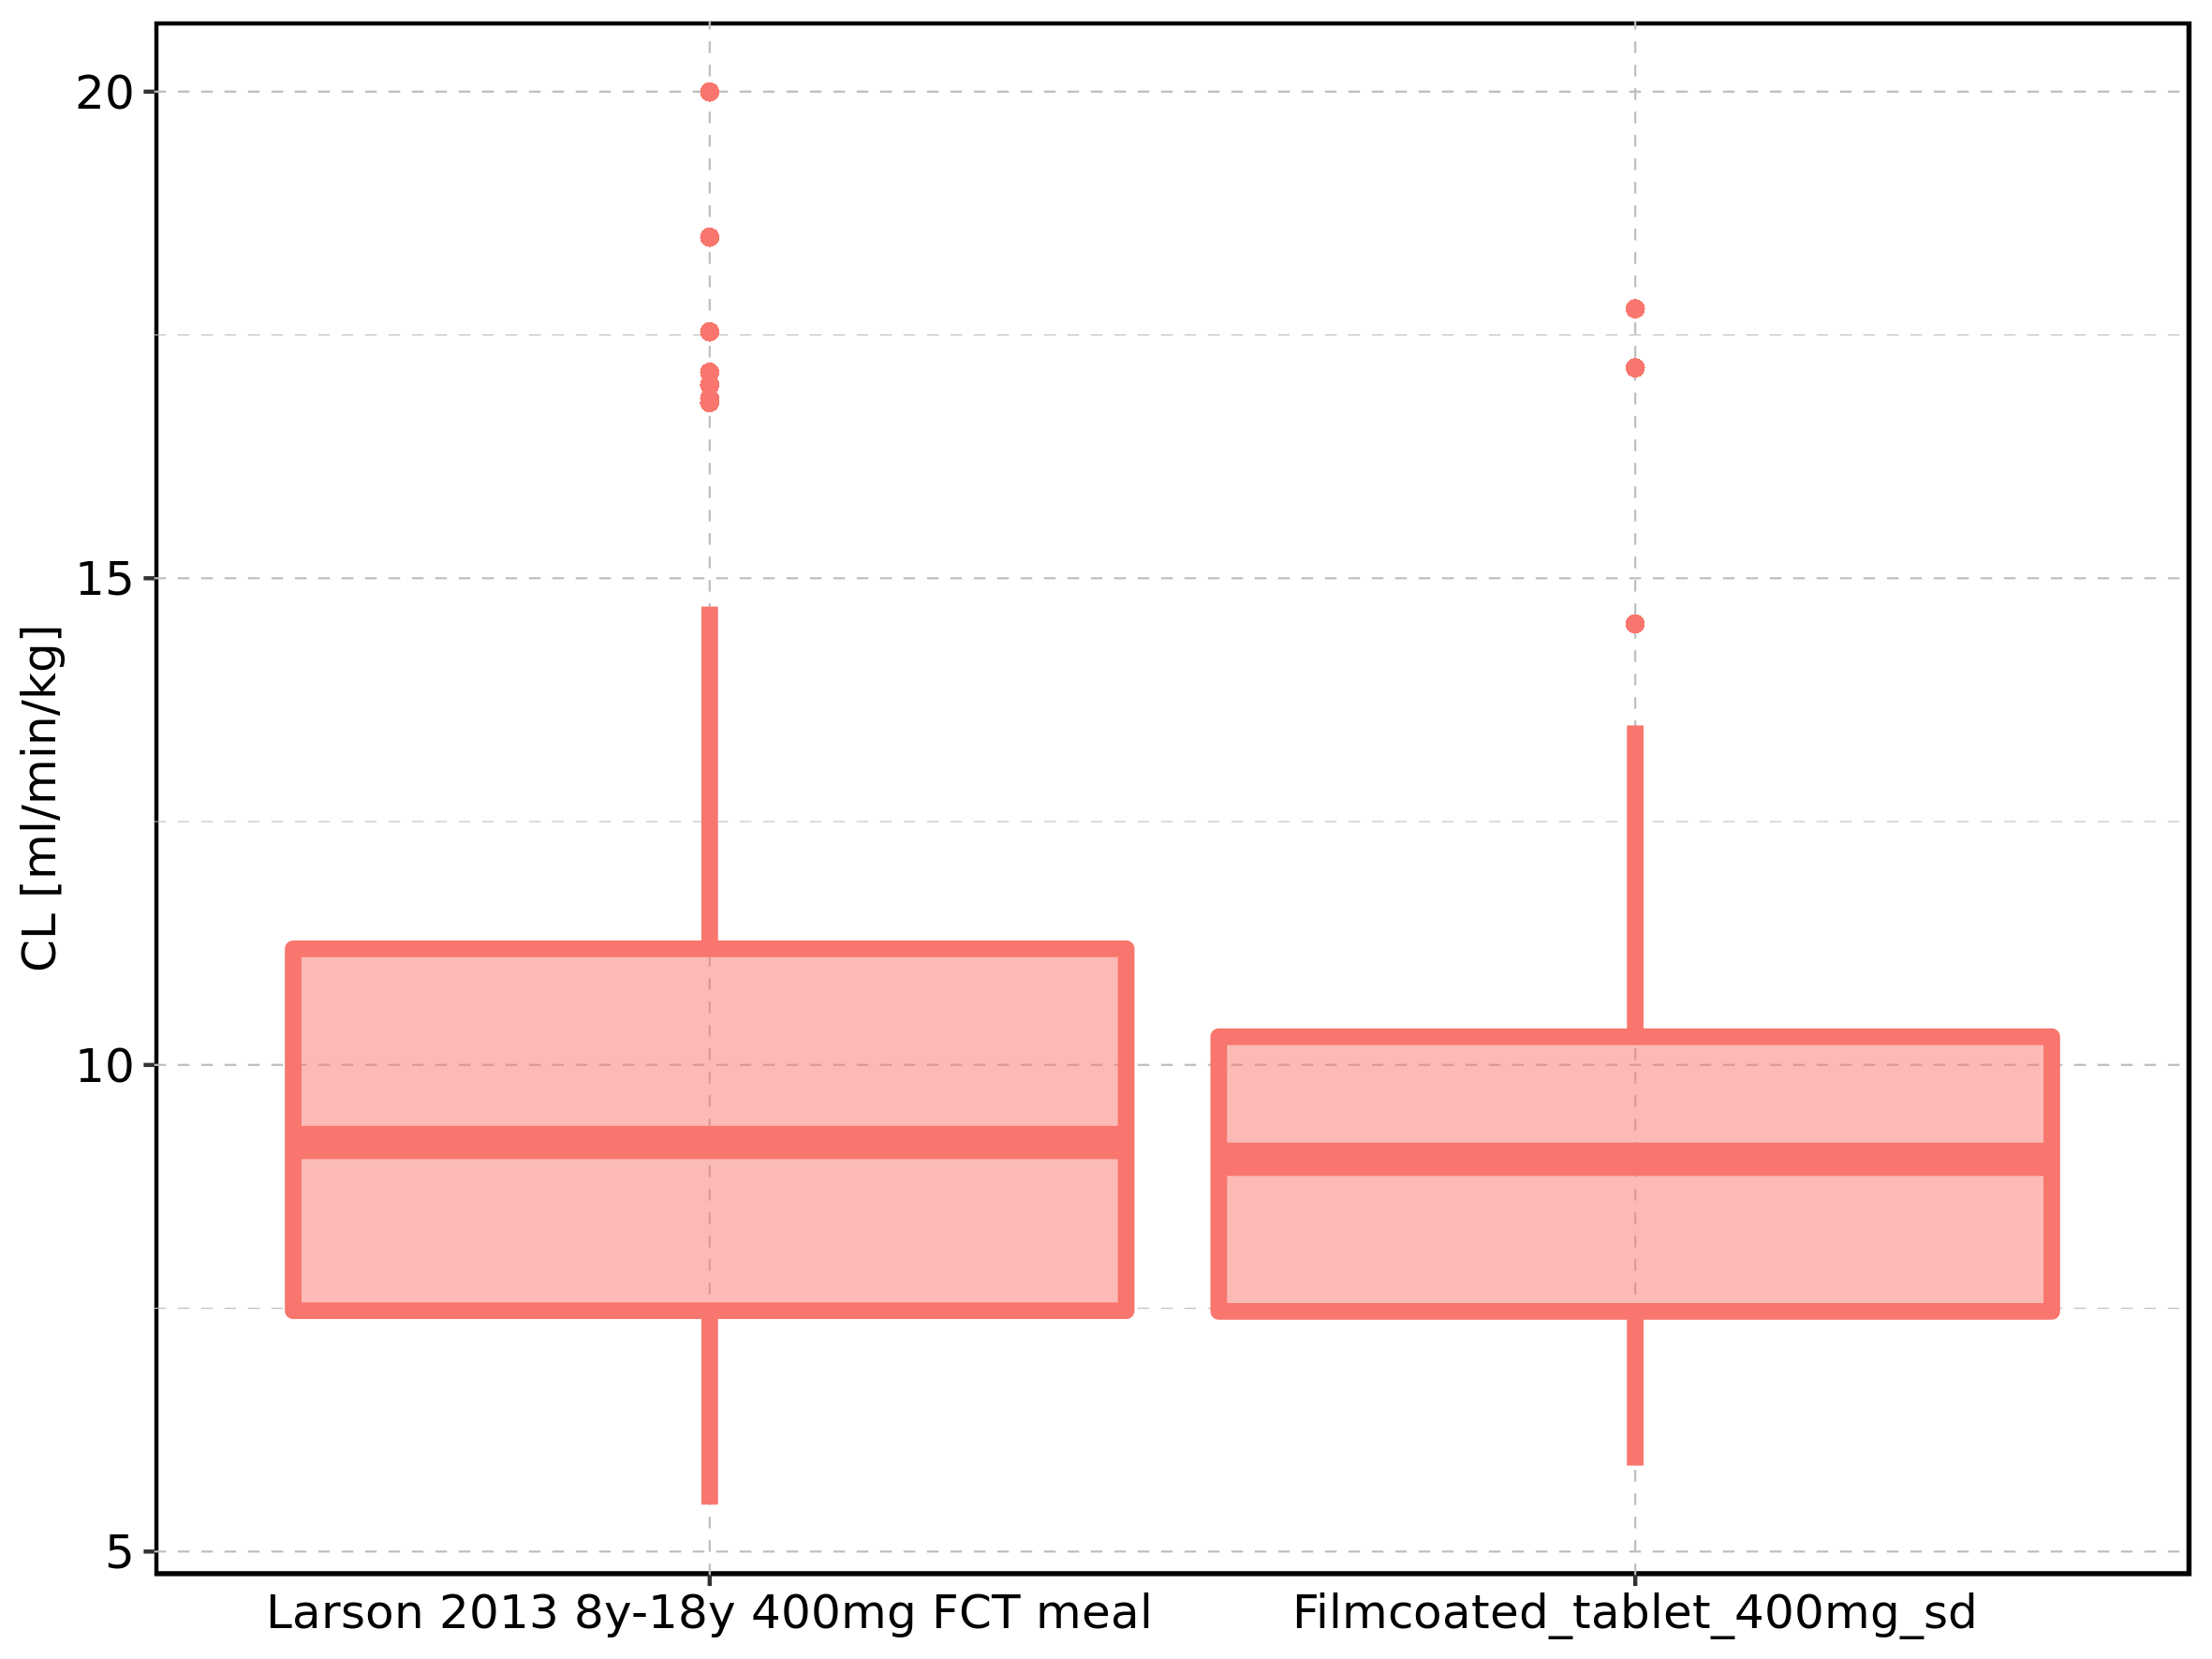 CL [ml/min/kg]
20
15
10
5
Larson 2013 8y-18y 400mg FCT meal
Filmcoated_tablet_400mg_sd